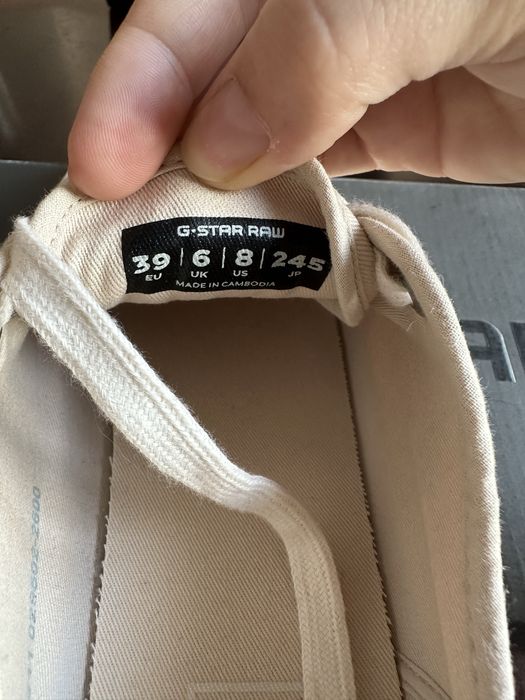 G-STAR RAW
39 | 6 | 8 | 245
EU UK US JP
MADE IN CAMBODIA